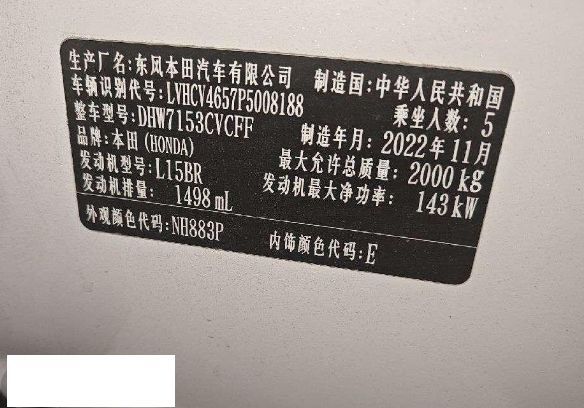 生产厂名:东风本田汽车有限公司 制造国:中华人民共和国
车辆识别代号:LVHCV4657P5008188 乘坐人数:5
整车型号:DHW7153CVCFF 制造年月:2022年11月
品牌:本田(HONDA) 最大允许总质量:2000kg
发动机型号:L15BR 发动机最大净功率:143kW
发动机排量:1498mL
外观颜色代码:NH883P 内饰颜色代码:E